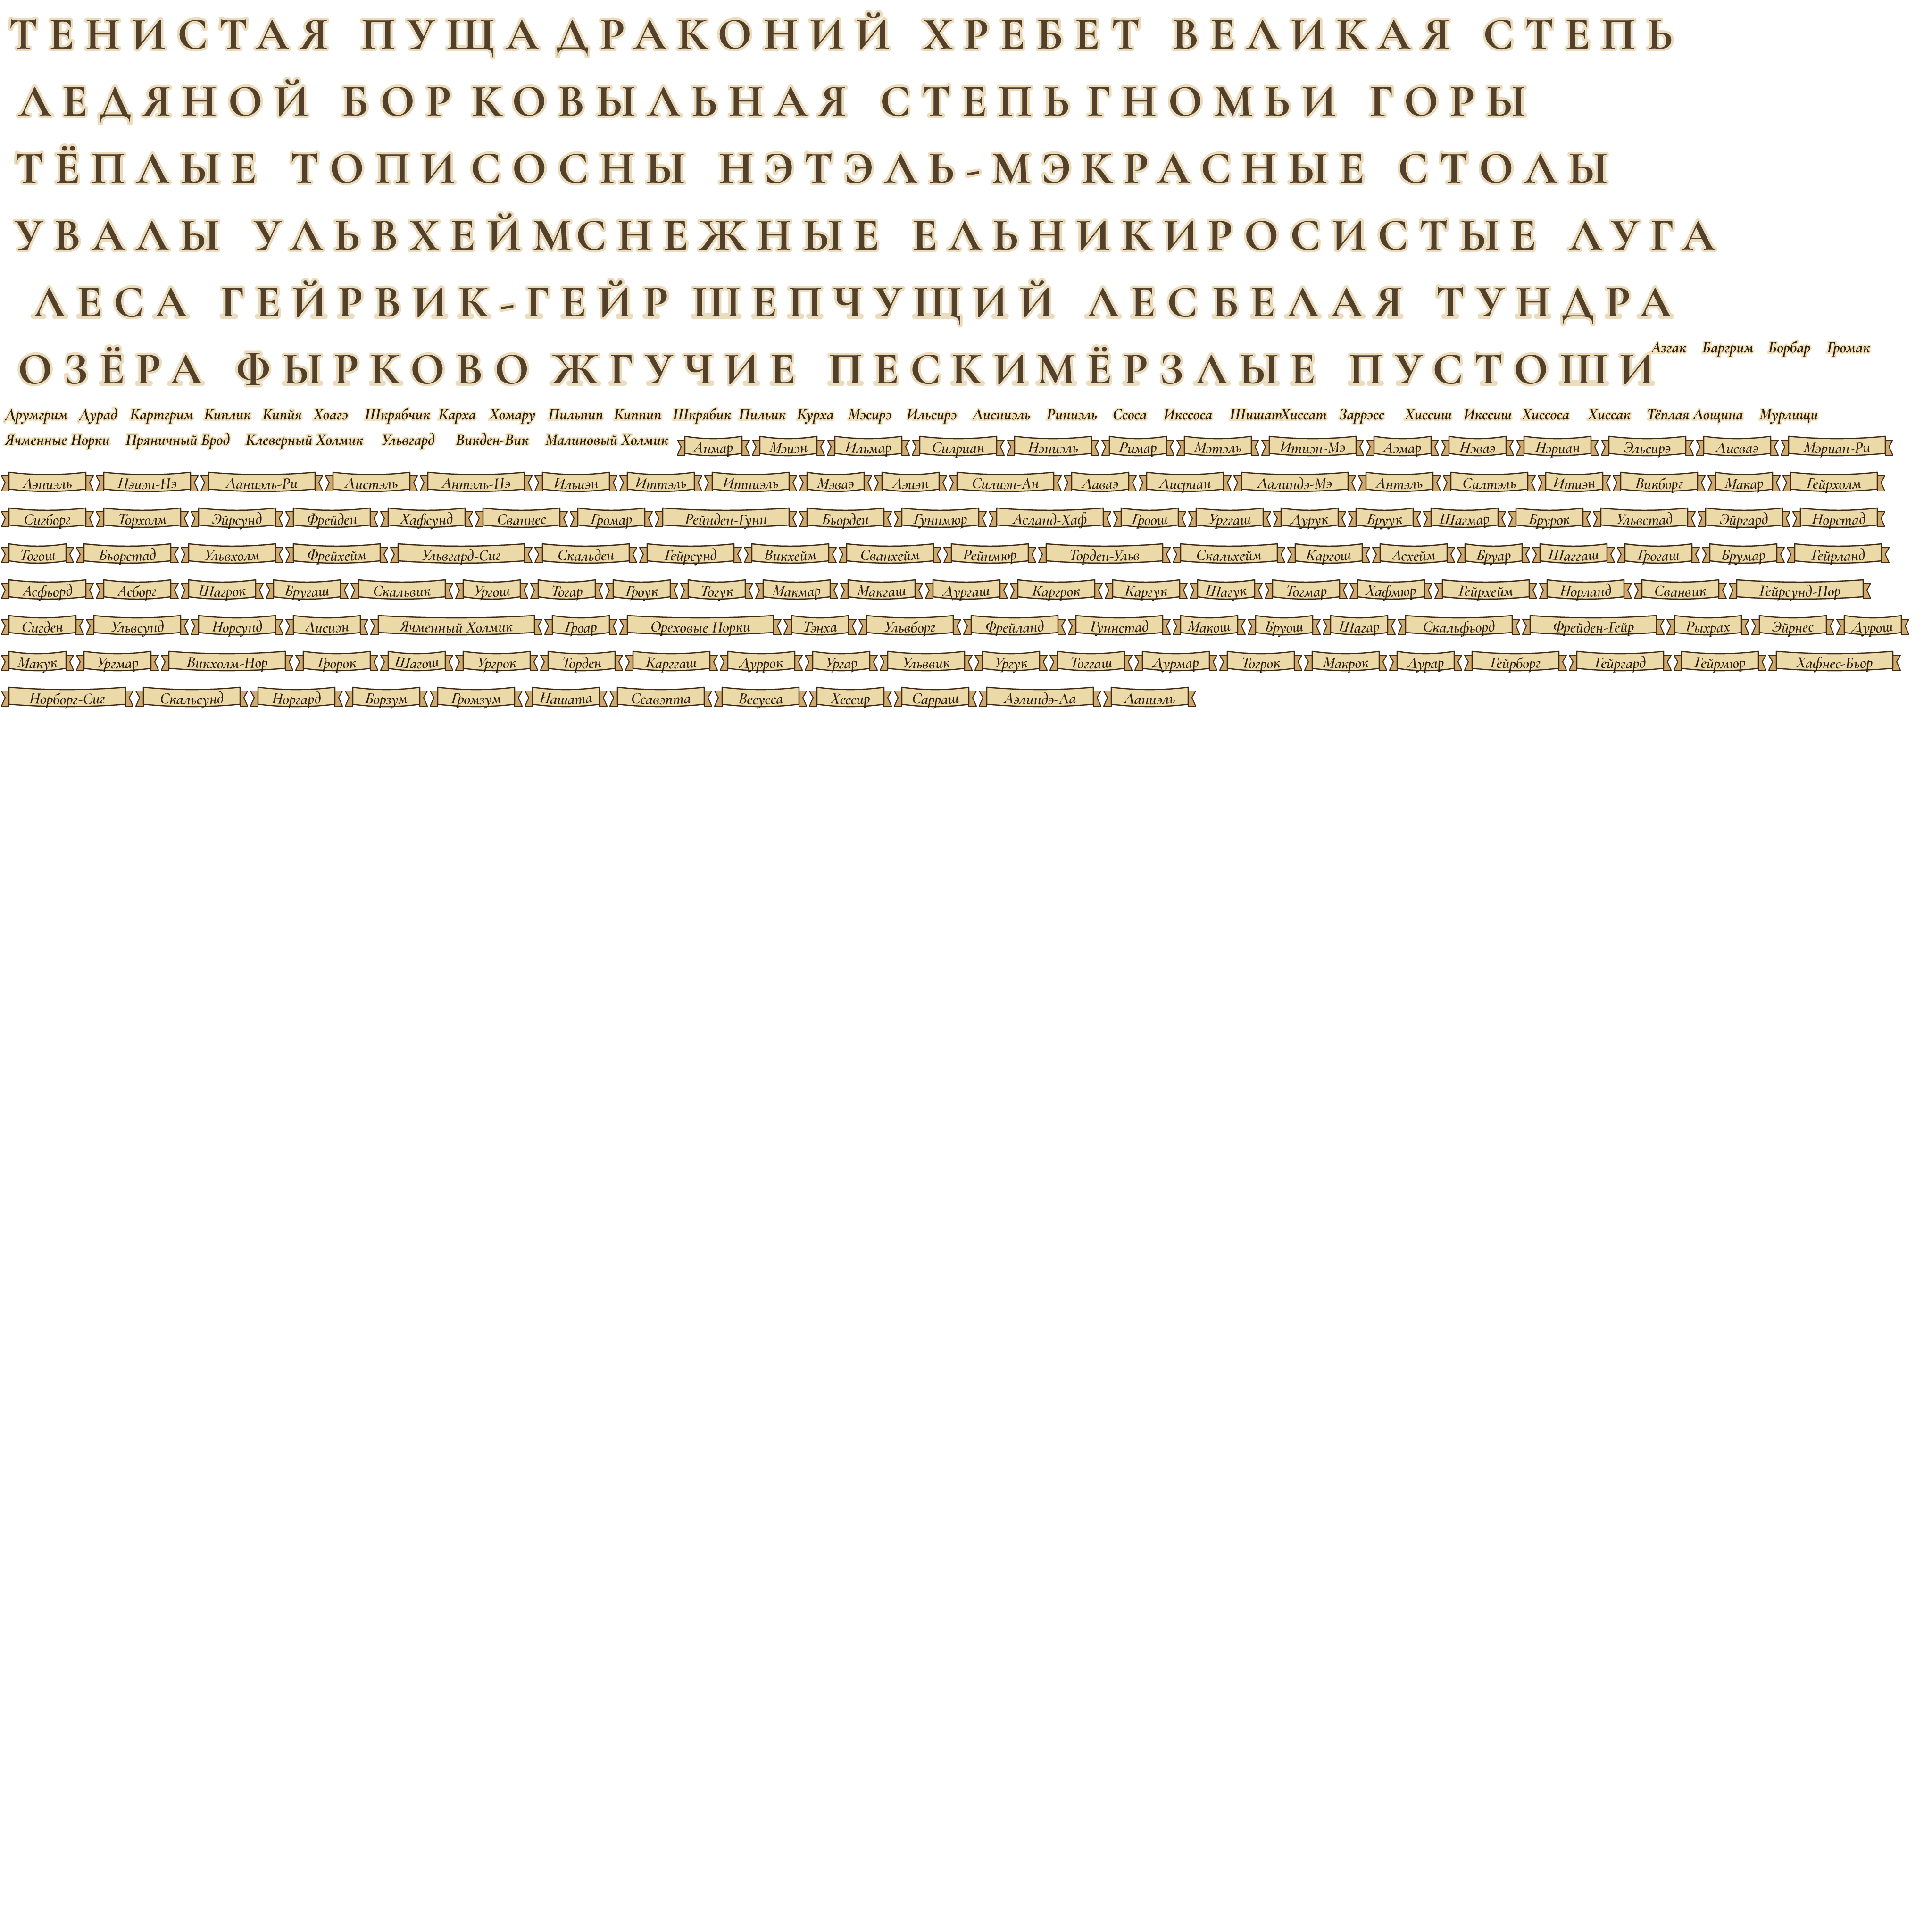 ТЕНИСТАЯ ПУЩА ДРАКОНИЙ ХРЕБЕТ ВЕЛИКАЯ СТЕПЬ
ЛЕДЯНОЙ БОР КОВЫЛЬНАЯ СТЕПЬ ГНОМЬИ ГОРЫ
ТЁПЛЫЕ ТОПИ СОСНЫ НЭТЭЛЬ-МЭ КРАСНЫЕ СТОЛЫ
УВАЛЫ УЛЬВХЕЙМ СНЕЖНЫЕ ЕЛЬНИКИ РОСИСТЫЕ ЛУГА
ЛЕСА ГЕЙРВИК-ГЕЙР ШЕПЧУЩИЙ ЛЕС БЕЛАЯ ТУНДРА
ОЗЁРА ФЫРКОВО ЖГУЧИЕ ПЕСКИ МЁРЗЛЫЕ ПУСТОШИ Азгак Баргрим Борбар Громак
Друмгрим Дурад Картгрим Киплик Кипйя Хоагэ Шкрябчик Карха Хомару Пильпип Киппип Шкрябик Пильик Курха Мэсирэ Ильсирэ Лисниэль Риниэль Ссоса Икссоса Шишат Хиссат Заррэсс Хиссиш Икссиш Хиссоса Хиссак Тёплая Лощина Мурлищи
Ячменные Норки Пряничный Брод Клеверный Холмик Ульвгард Викден-Вик Малиновый Холмик Анмар Мэиэн Ильмар Силриан Нэниэль Римар Мэтэль Итиэн-Мэ Аэмар Нэваэ Нэриан Эльсирэ Лисваэ Мэриан-Ри
Аэниэль Нэиэн-Нэ Ланиэль-Ри Листэль Антэль-Нэ Ильиэн Иттэль Итниэль Мэваэ Аэиэн Силиэн-Ан Лаваэ Лисриан Лалиндэ-Мэ Антэль Силтэль Итиэн Викборг Макар Гейрхолм
Сигборг Торхолм Эйрсунд Фрейден Хафсунд Сваннес Громар Рейнден-Гунн Бьорден Гуннмюр Асланд-Хаф Гроош Урггаш Дурук Бруук Шагмар Брурок Ульвстад Эйргард Норстад
Тогош Бьорстад Ульвхолм Фрейхейм Ульвгард-Сиг Скальден Гейрсунд Викхейм Сванхейм Рейнмюр Торден-Ульв Скальхейм Каргош Асхейм Бруар Шаггаш Грогаш Брумар Гейрланд
Асфьорд Асборг Шагрок Бругаш Скальвик Ургош Тогар Гроук Тогук Макмар Макгаш Дургаш Каргрок Каргук Шагук Тогмар Хафмюр Гейрхейм Норланд Сванвик Гейрсунд-Нор
Сигден Ульвсунд Норсунд Лисиэн Ячменный Холмик Гроар Ореховые Норки Тэнха Ульвборг Фрейланд Гуннстад Макош Бруош Шагар Скальфьорд Фрейден-Гейр Рыхрах Эйрнес Дурош
Макук Ургмар Викхолм-Нор Гророк Шагош Ургрок Торден Карггаш Дуррок Ургар Ульввик Ургук Тоггаш Дурмар Тогрок Макрок Дурар Гейрборг Гейргард Гейрмюр Хафнес-Бьор
Норборг-Сиг Скальсунд Норгард Борзум Громзум Нашата Ссавэпта Весусса Хессир Сарраш Аэлиндэ-Ла Ланиэль